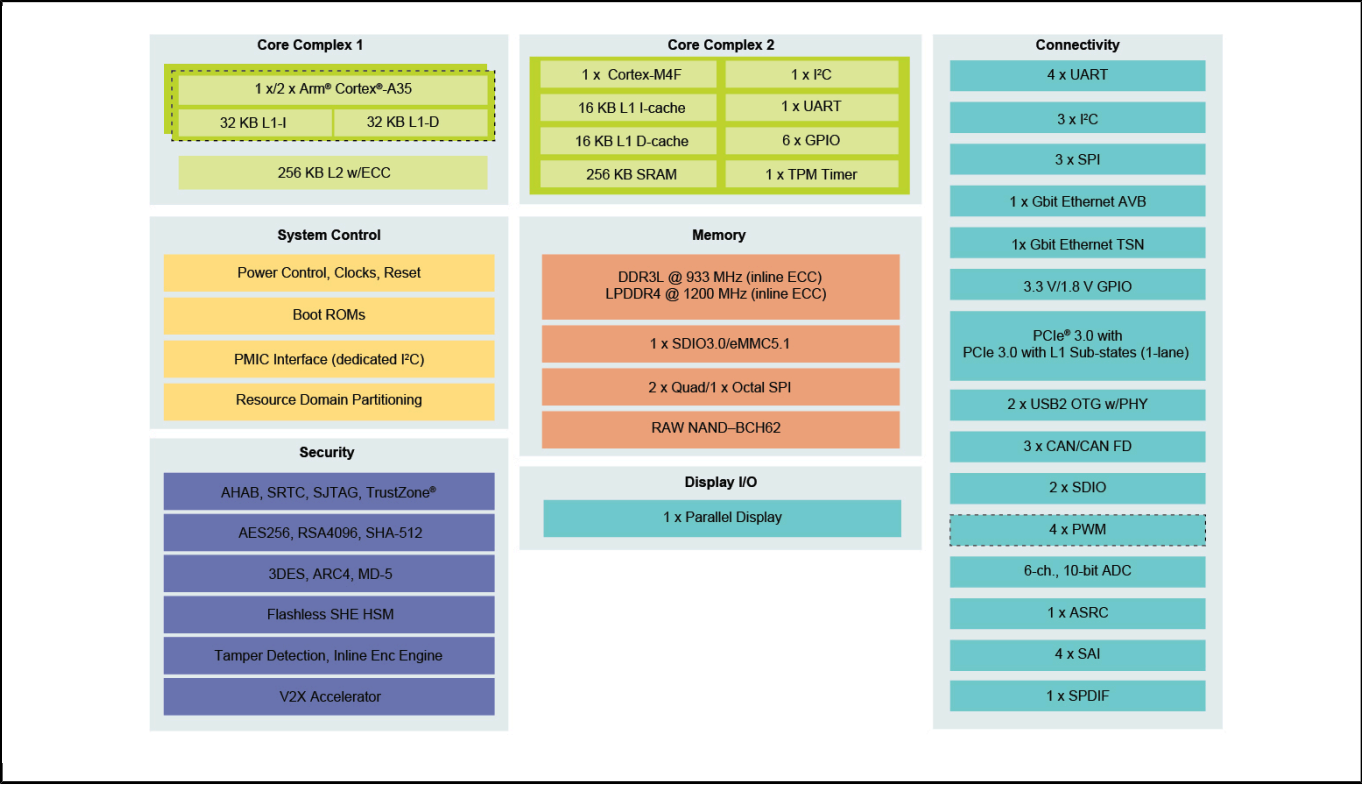 Core Complex 1
1 x/2 x Arm® Cortex®-A35
32 KB L1-I
32 KB L1-D
256 KB L2 w/ECC
Core Complex 2
1 x Cortex-M4F
1 x I²C
16 KB L1 I-cache
1 x UART
16 KB L1 D-cache
6 x GPIO
256 KB SRAM
1 x TPM Timer
System Control
Power Control, Clocks, Reset
Boot ROMs
PMIC Interface (dedicated I²C)
Resource Domain Partitioning
Memory
DDR3L @ 933 MHz (inline ECC)
LPDDR4 @ 1200 MHz (inline ECC)
1 x SDIO3.0/eMMC5.1
2 x Quad/1 x Octal SPI
RAW NAND–BCH62
Security
AHAB, SRTC, SJTAG, TrustZone®
AES256, RSA4096, SHA-512
3DES, ARC4, MD-5
Flashless SHE HSM
Tamper Detection, Inline Enc Engine
V2X Accelerator
Display I/O
1 x Parallel Display
Connectivity
4 x UART
3 x I²C
3 x SPI
1 x Gbit Ethernet AVB
1x Gbit Ethernet TSN
3.3 V/1.8 V GPIO
PCIe® 3.0 with
PCIe 3.0 with L1 Sub-states (1-lane)
2 x USB2 OTG w/PHY
3 x CAN/CAN FD
2 x SDIO
4 x PWM
6-ch., 10-bit ADC
1 x ASRC
4 x SAI
1 x SPDIF